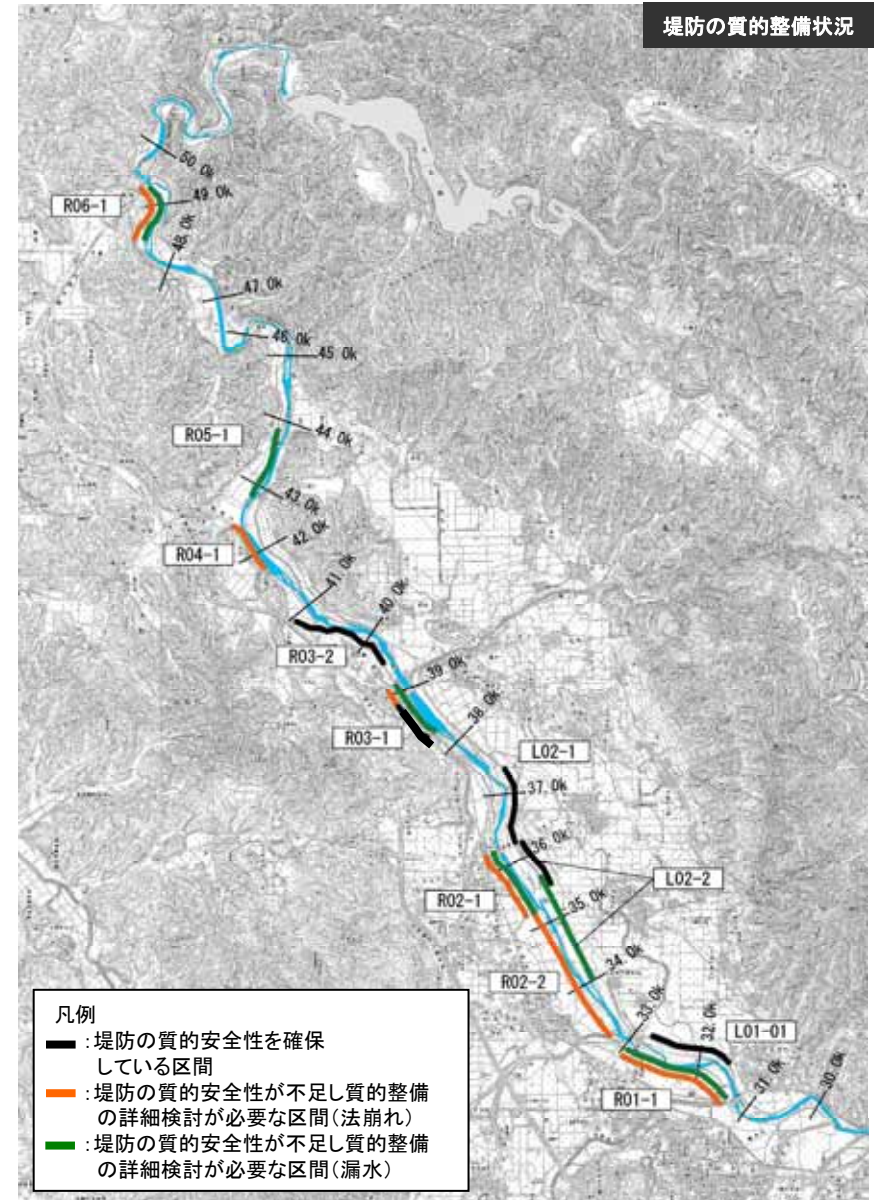 堤防の質的整備状況
50.0k
49.0k
R06-1
48.0k
47.0k
46.0k
45.0k
R05-1
44.0k
43.0k
42.0k
R04-1
41.0k
40.0k
R03-2
39.0k
38.0k
R03-1
L02-1
37.0k
36.0k
L02-2
R02-1
35.0k
34.0k
R02-2
33.0k
32.0k
L01-01
31.0k
30.0k
R01-1
凡例
:堤防の質的安全性を確保
している区間
:堤防の質的安全性が不足し質的整備
の詳細検討が必要な区間(法崩れ)
:堤防の質的安全性が不足し質的整備
の詳細検討が必要な区間(漏水)